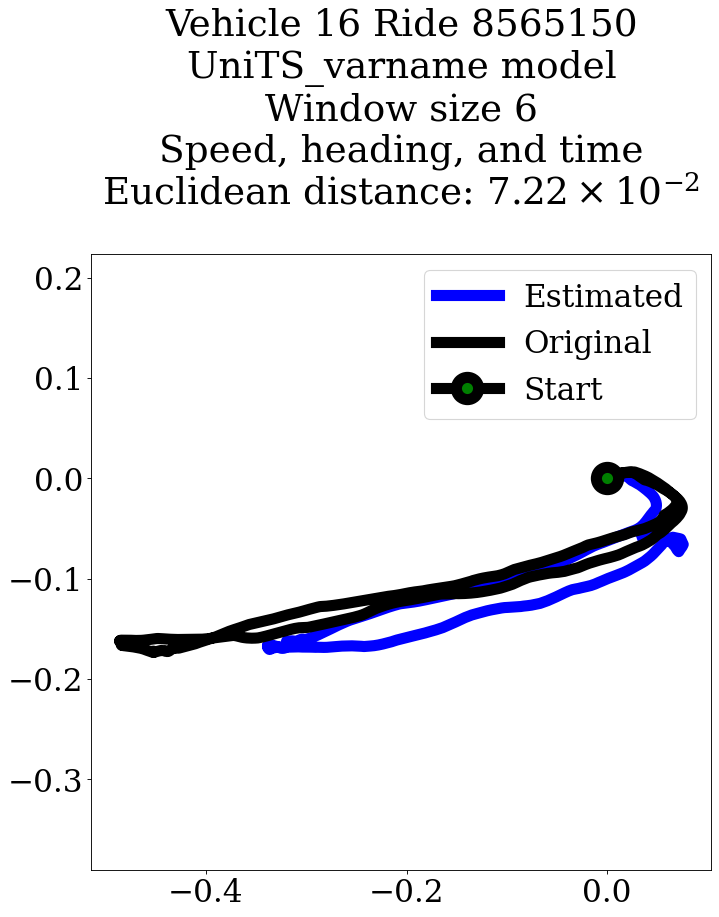 Vehicle 16 Ride 8565150
UniTS_varname model
Window size 6
Speed, heading, and time
Euclidean distance: 7.22 × 10⁻²
Estimated
Original
Start
0.2
0.1
0.0
−0.1
−0.2
−0.3
−0.4 −0.2 0.0